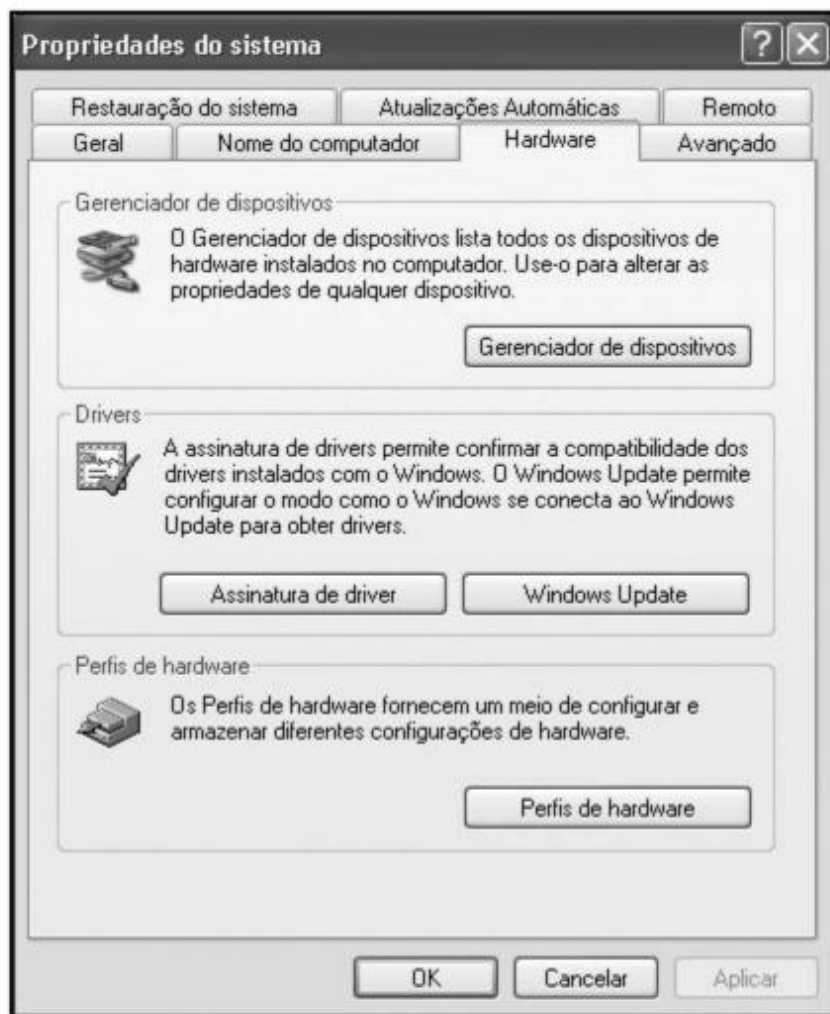 Propriedades do sistema
Restauração do sistema
Atualizações Automáticas
Remoto
Geral
Nome do computador
Hardware
Avançado
Gerenciador de dispositivos
O Gerenciador de dispositivos lista todos os dispositivos de
hardware instalados no computador. Use-o para alterar as
propriedades de qualquer dispositivo.
Gerenciador de dispositivos
Drivers
A assinatura de drivers permite confirmar a compatibilidade dos
drivers instalados com o Windows. O Windows Update permite
configurar o modo como o Windows se conecta ao Windows
Update para obter drivers.
Assinatura de driver
Windows Update
Perfis de hardware
Os Perfis de hardware fornecem um meio de configurar e
armazenar diferentes configurações de hardware.
Perfis de hardware
OK
Cancelar
Aplicar